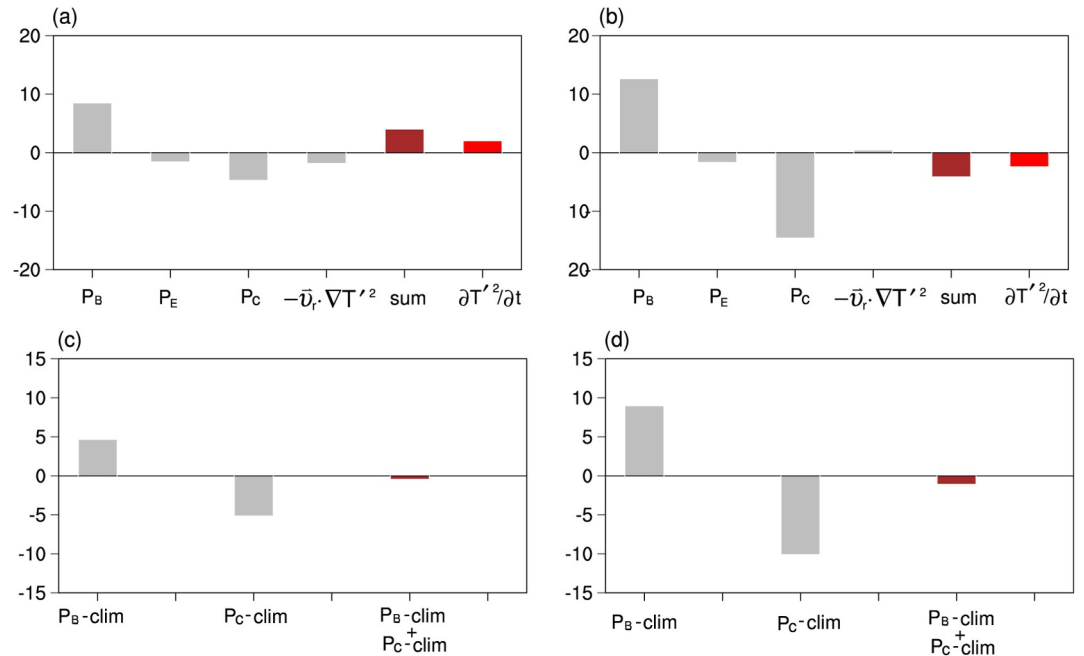 (a)
20
10
0
-10
-20
P_B P_E P_C −v⃗_r·∇T′² sum ∂T′²/∂t
(b)
20
10
0
10-
20-
P_B P_E P_C −v⃗_r·∇T′² sum ∂T′²/∂t
(c)
15
10
5
0
-5
-10
-15
P_B-clim P_C-clim P_B-clim
+
P_C-clim
(d)
15
10
5
0
-5
-10
-15
P_B-clim P_C-clim P_B-clim
+
P_C-clim